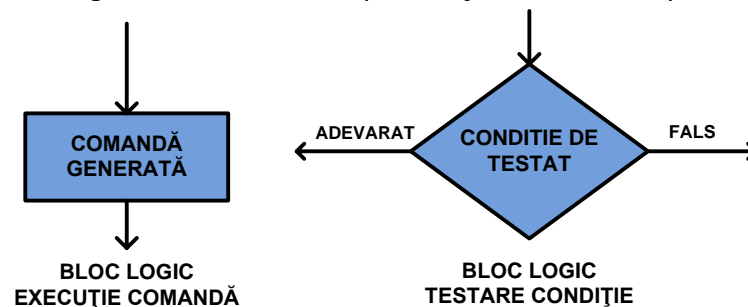 COMANDĂ
GENERATĂ
BLOC LOGIC
EXECUŢIE COMANDĂ
ADEVARAT
CONDITIE DE
TESTAT
FALS
BLOC LOGIC
TESTARE CONDIŢIE